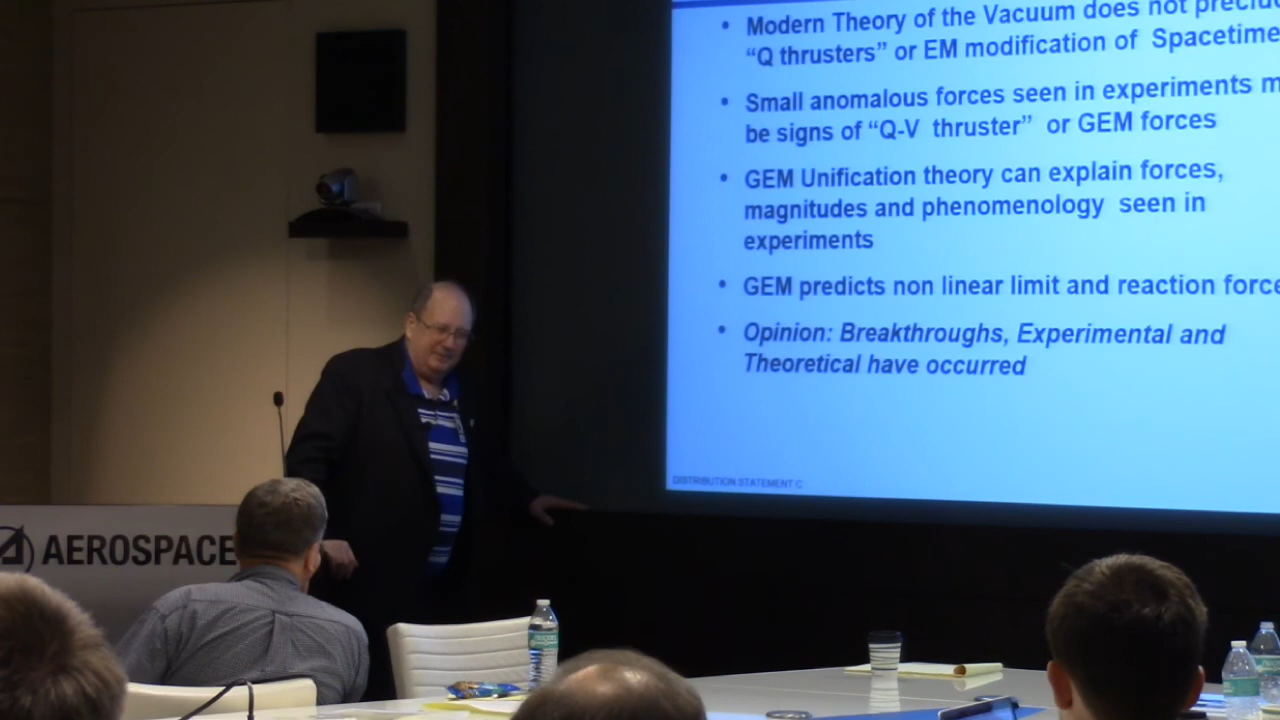 • Modern Theory of the Vacuum does not preclu
"Q thrusters" or EM modification of Spacetime
• Small anomalous forces seen in experiments m
be signs of "Q-V thruster" or GEM forces
• GEM Unification theory can explain forces,
magnitudes and phenomenology seen in
experiments
• GEM predicts non linear limit and reaction force
• Opinion: Breakthroughs, Experimental and
Theoretical have occurred
DISTRIBUTION STATEMENT C
AEROSPACE